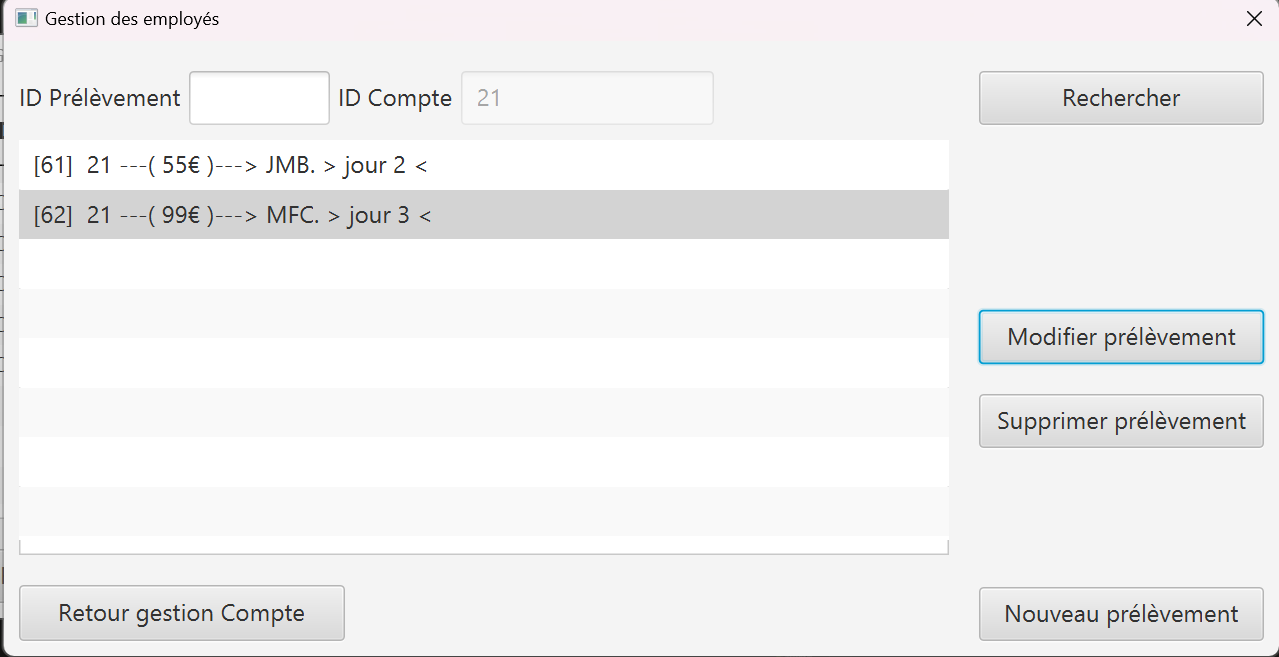 Gestion des employés
ID Prélèvement ID Compte 21 Rechercher
[61] 21 ---( 55€ )---> JMB. > jour 2 <
[62] 21 ---( 99€ )---> MFC. > jour 3 <
Modifier prélèvement
Supprimer prélèvement
Retour gestion Compte Nouveau prélèvement